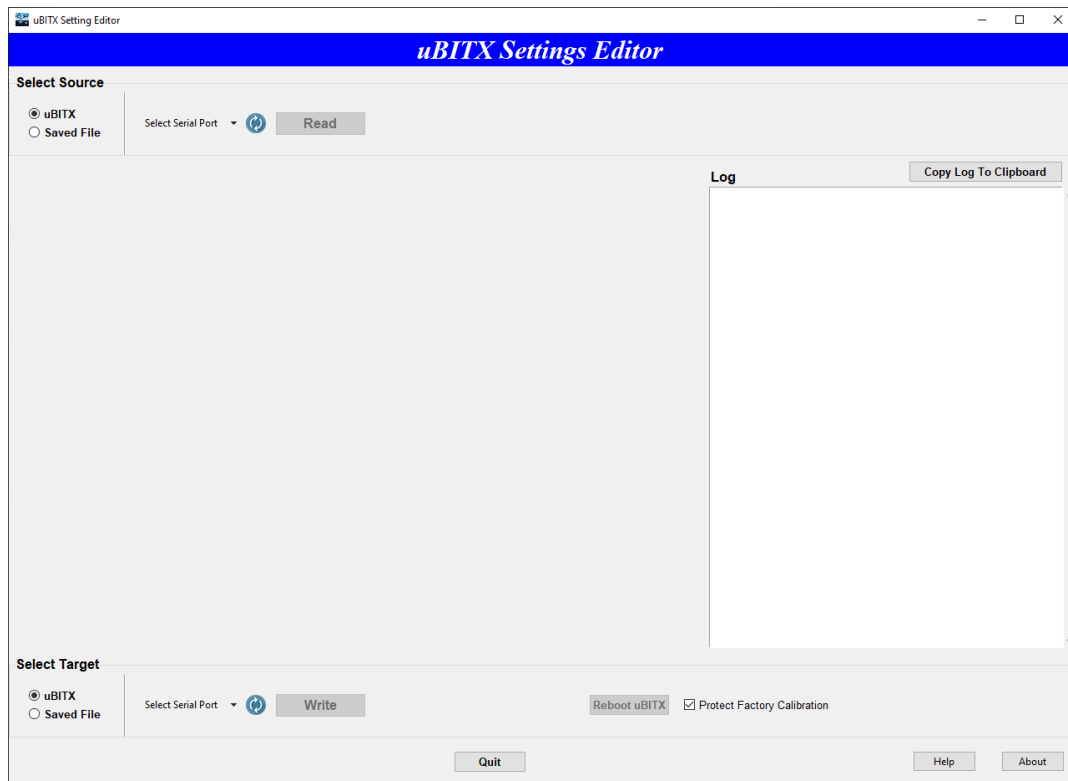 uBITX Setting Editor
uBITX Settings Editor
Select Source
uBITX
Saved File
Select Serial Port
Read
Log
Copy Log To Clipboard
Select Target
uBITX
Saved File
Select Serial Port
Write
Reboot uBITX
Protect Factory Calibration
Quit
Help
About